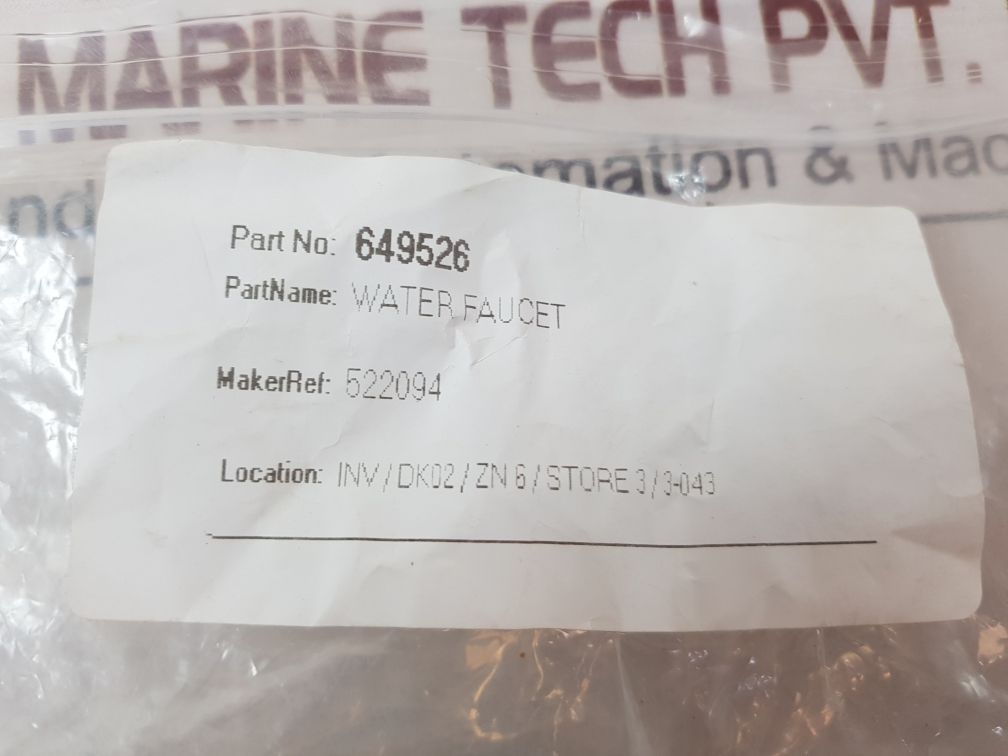 MARINE TECH PVT.
& Mac
Part No: 649526
PartName: WATER FAUCET
MakerRef: 522094
Location: INV / DK02 / ZN 6 / STORE 3 / 3-043